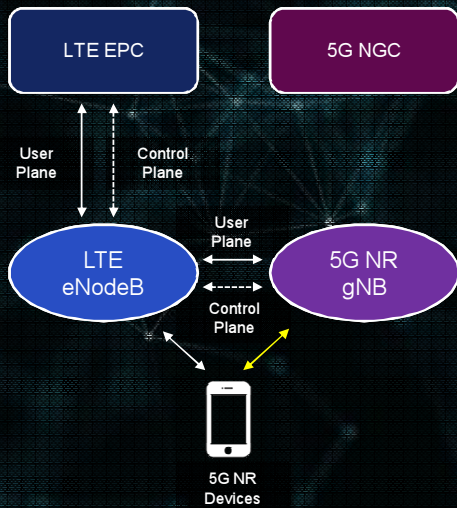 LTE EPC
5G NGC
User
Plane
Control
Plane
User
Plane
LTE
eNodeB
5G NR
gNB
Control
Plane
5G NR
Devices